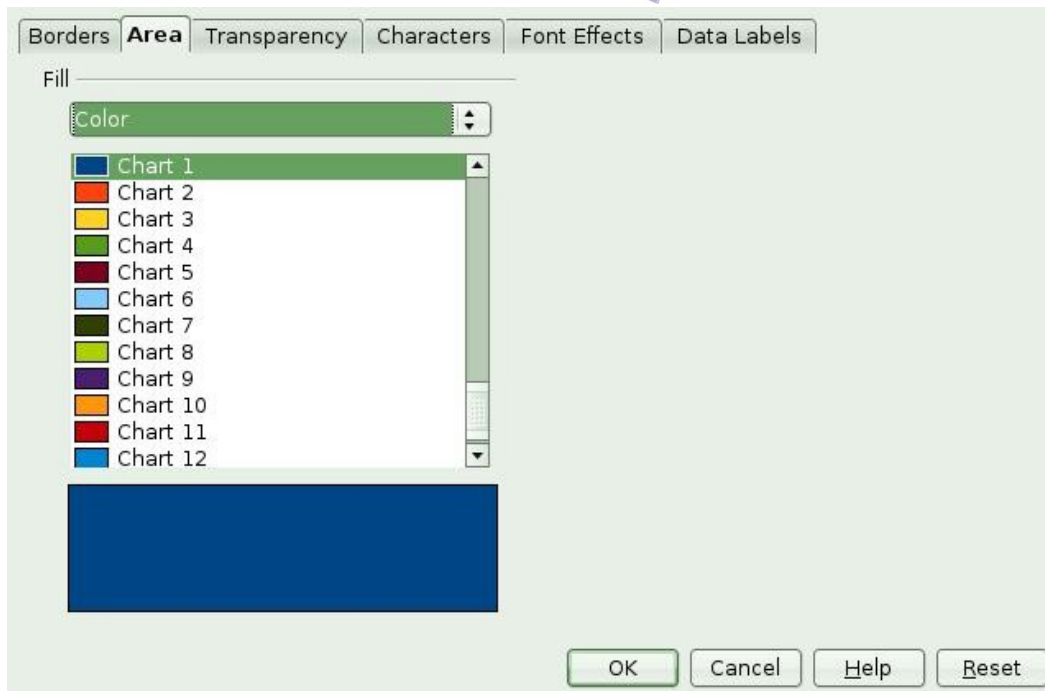 Borders Area Transparency Characters Font Effects Data Labels
Fill
Color
Chart 1
Chart 2
Chart 3
Chart 4
Chart 5
Chart 6
Chart 7
Chart 8
Chart 9
Chart 10
Chart 11
Chart 12
OK Cancel Help Reset